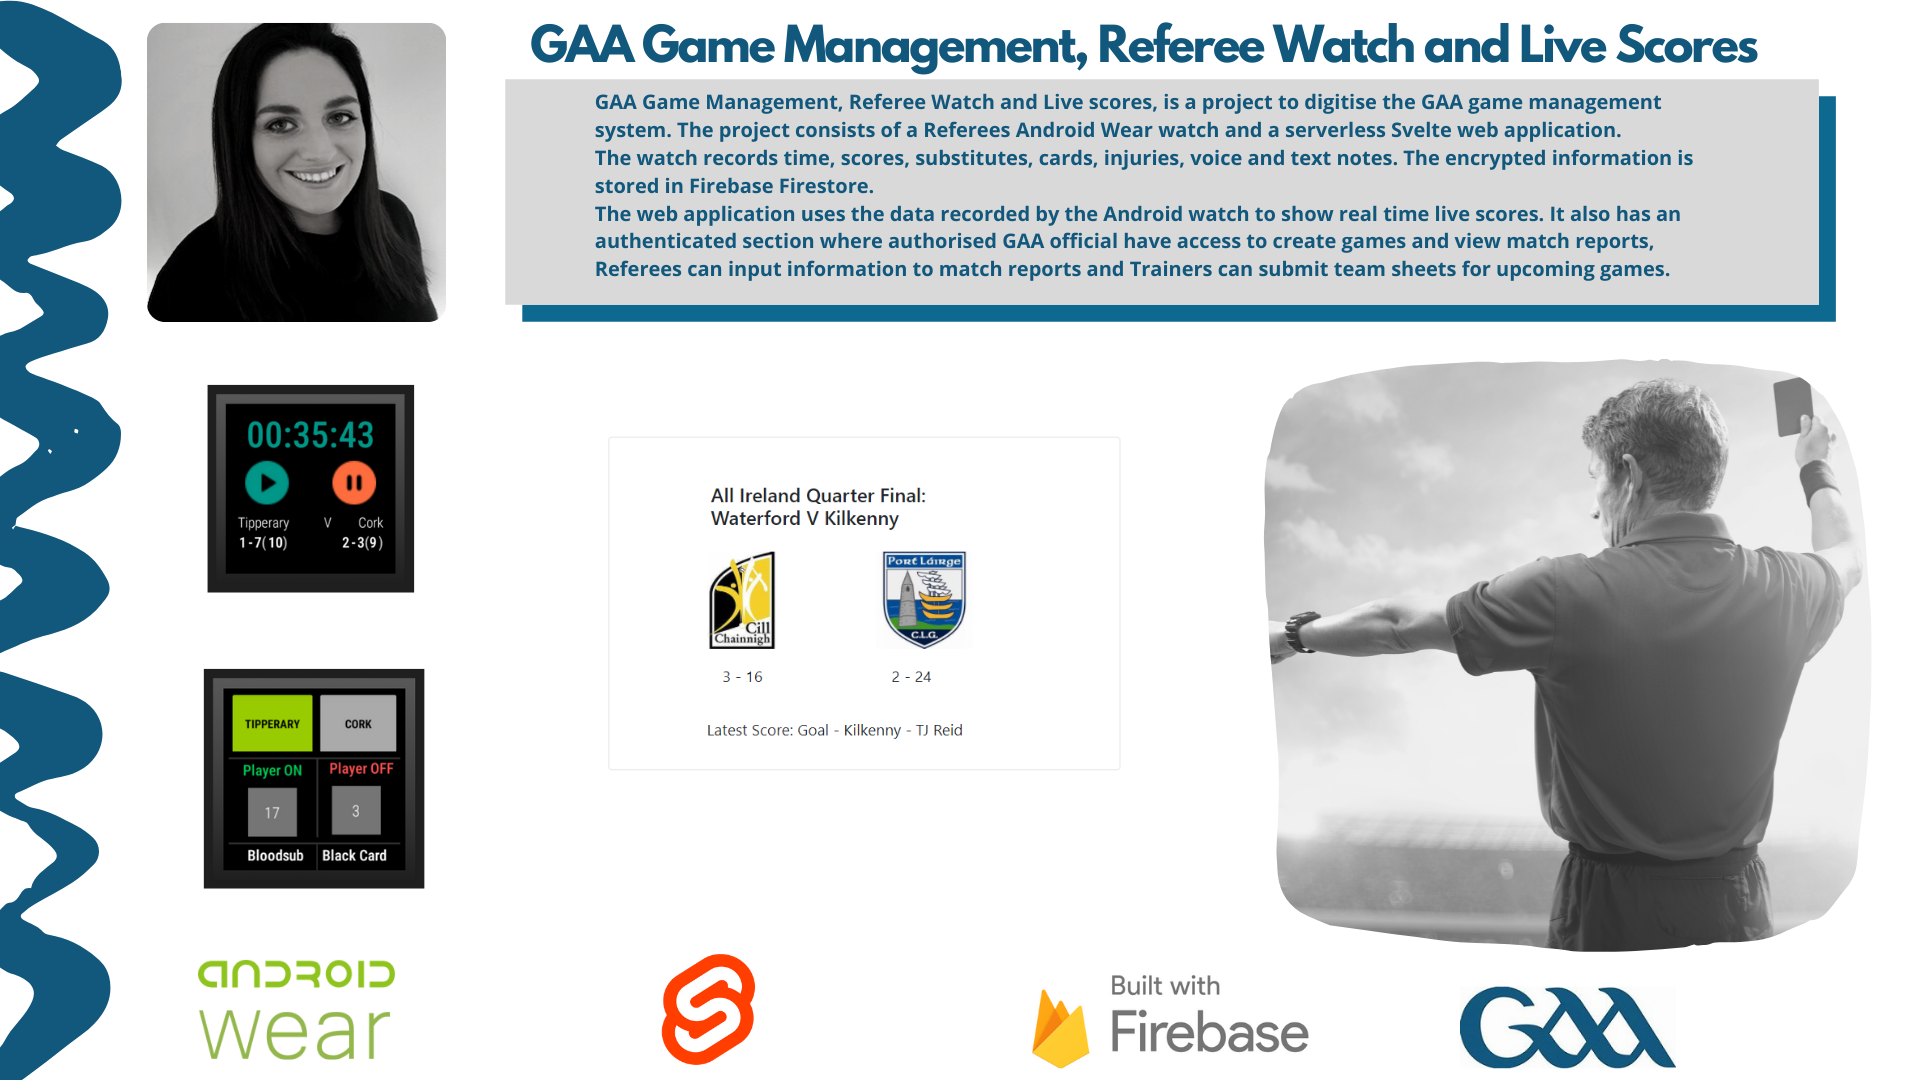 GAA Game Management, Referee Watch and Live Scores
GAA Game Management, Referee Watch and Live scores, is a project to digitise the GAA game management
system. The project consists of a Referees Android Wear watch and a serverless Svelte web application.
The watch records time, scores, substitutes, cards, injuries, voice and text notes. The encrypted information is
stored in Firebase Firestore.
The web application uses the data recorded by the Android watch to show real time live scores. It also has an
authenticated section where authorised GAA official have access to create games and view match reports,
Referees can input information to match reports and Trainers can submit team sheets for upcoming games.
00:35:43
Tipperary V Cork
1-7(10) 2-3(9)
TIPPERARY CORK
Player ON Player OFF
17 3
Bloodsub Black Card
All Ireland Quarter Final:
Waterford V Kilkenny
Cill
Chainnigh
Port Láirge
C.L.G.
3 - 16 2 - 24
Latest Score: Goal - Kilkenny - TJ Reid
android
wear
Built with
Firebase
GAA